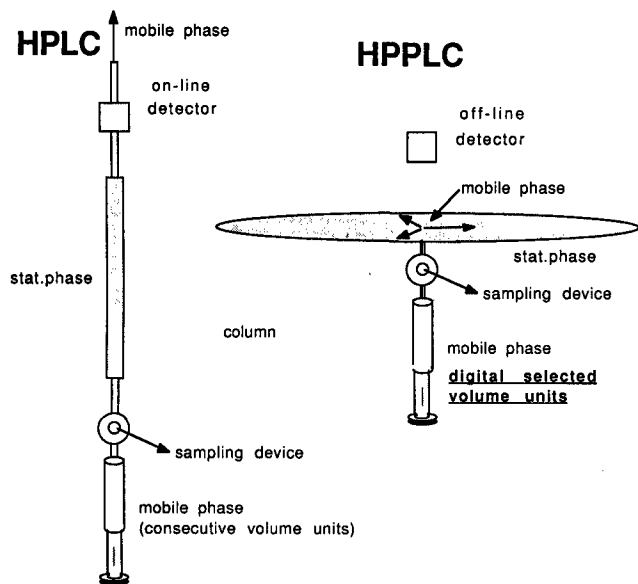 HPLC
mobile phase
on-line
detector
stat.phase
sampling device
mobile phase
(consecutive volume units)
column
HPPLC
off-line
detector
mobile phase
stat.phase
sampling device
mobile phase
digital selected
volume units